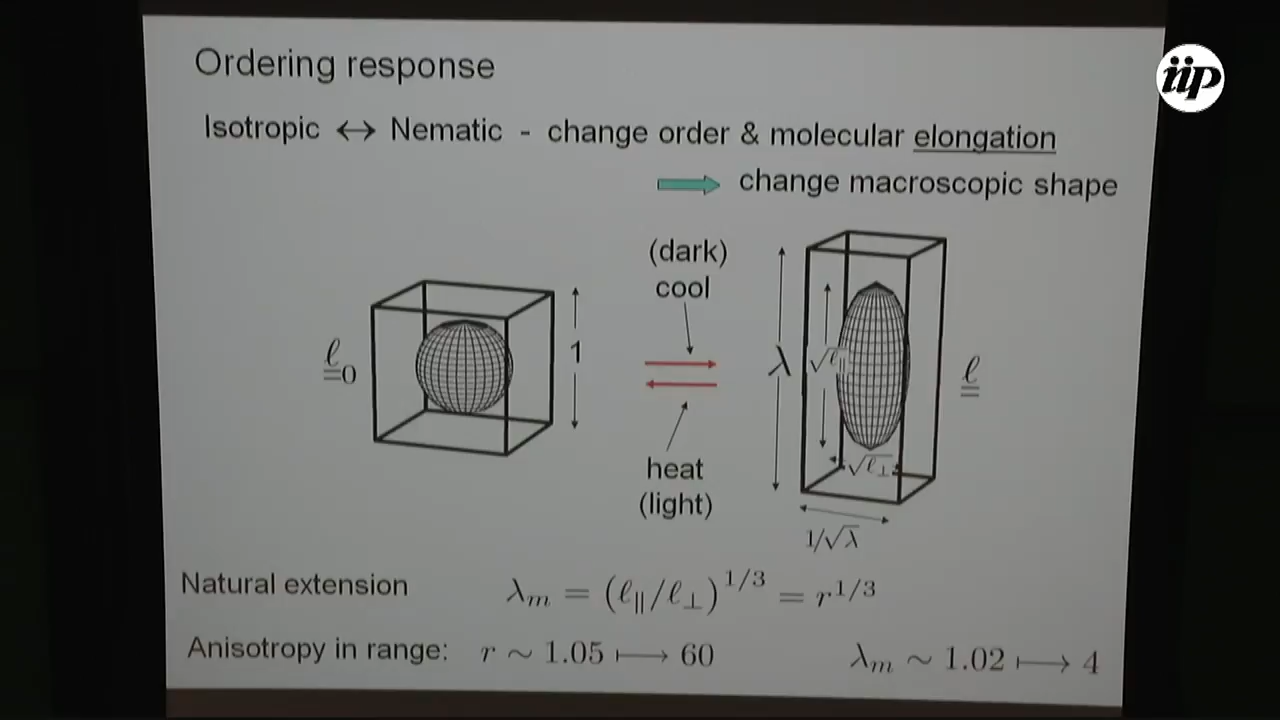 iip
Ordering response
Isotropic ↔ Nematic - change order & molecular elongation
change macroscopic shape
(dark)
cool
ℓ₀
1
λ
√ℓ∥
ℓ
heat
(light)
√ℓ⊥
1/√λ
Natural extension λₘ = (ℓ∥/ℓ⊥)^1/3 = r^1/3
Anisotropy in range: r ∼ 1.05 ⟼ 60 λₘ ∼ 1.02 ⟼ 4